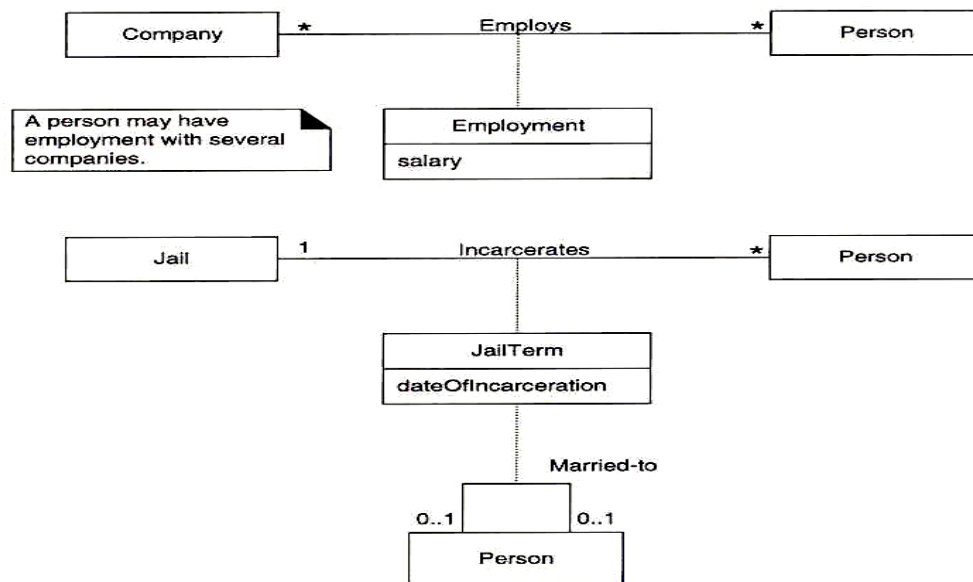 Company * Employs * Person
A person may have
employment with several
companies.
Employment
salary
Jail 1 Incarcerates * Person
JailTerm
dateOfIncarceration
Married-to
0..1 0..1
Person